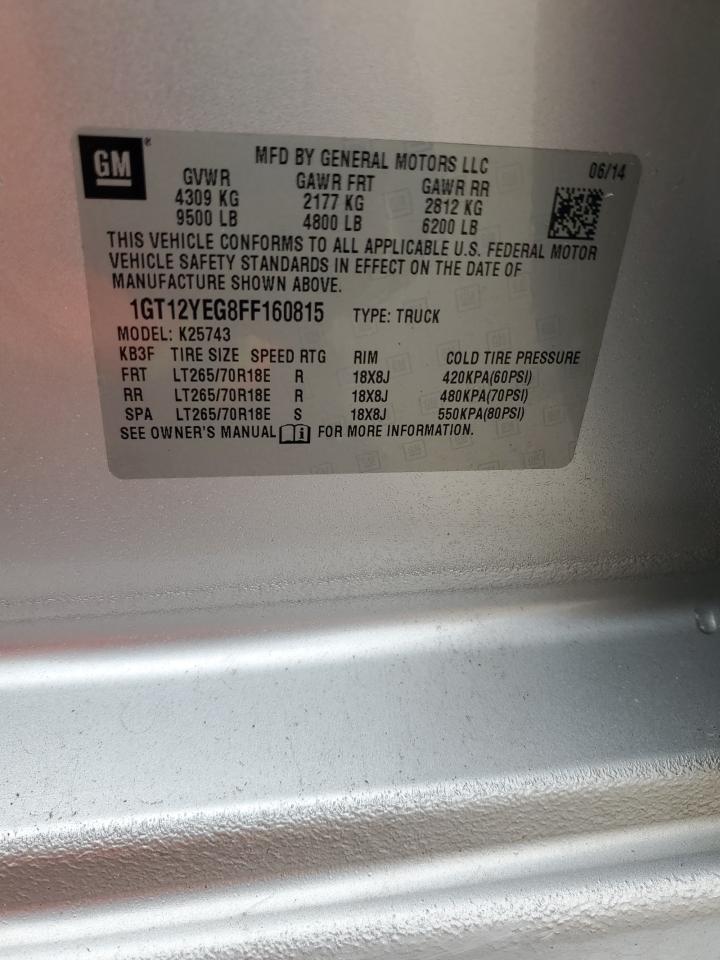 GM®
MFD BY GENERAL MOTORS LLC 06/14
GVWR GAWR FRT GAWR RR
4309 KG 2177 KG 2812 KG
9500 LB 4800 LB 6200 LB
THIS VEHICLE CONFORMS TO ALL APPLICABLE U.S. FEDERAL MOTOR
VEHICLE SAFETY STANDARDS IN EFFECT ON THE DATE OF
MANUFACTURE SHOWN ABOVE.
1GT12YEG8FF160815 TYPE: TRUCK
MODEL: K25743
KB3F TIRE SIZE SPEED RTG RIM COLD TIRE PRESSURE
FRT LT265/70R18E R 18X8J 420KPA(60PSI)
RR LT265/70R18E R 18X8J 480KPA(70PSI)
SPA LT265/70R18E S 18X8J 550KPA(80PSI)
SEE OWNER'S MANUAL i FOR MORE INFORMATION.